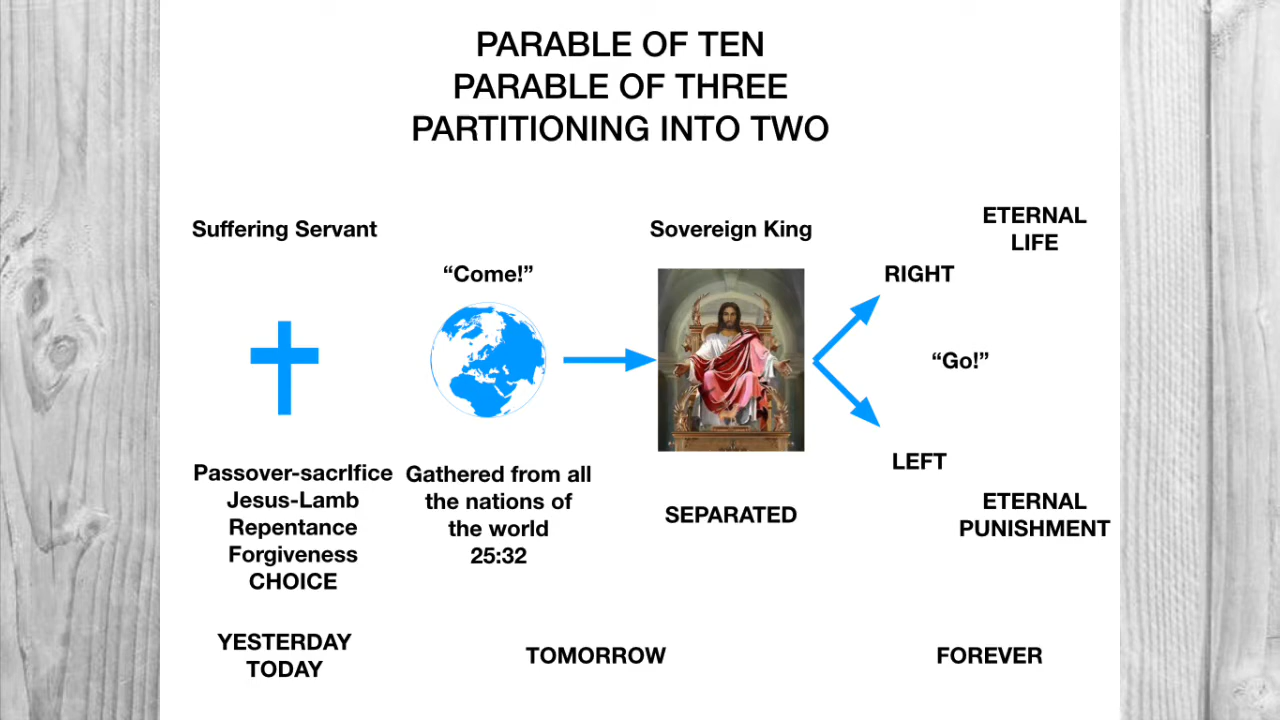 PARABLE OF TEN
PARABLE OF THREE
PARTITIONING INTO TWO
Suffering Servant
Sovereign King
ETERNAL
LIFE
“Come!”
RIGHT
“Go!”
LEFT
Passover-sacrIfice
Jesus-Lamb
Repentance
Forgiveness
CHOICE
Gathered from all
the nations of
the world
25:32
SEPARATED
ETERNAL
PUNISHMENT
YESTERDAY
TODAY
TOMORROW
FOREVER